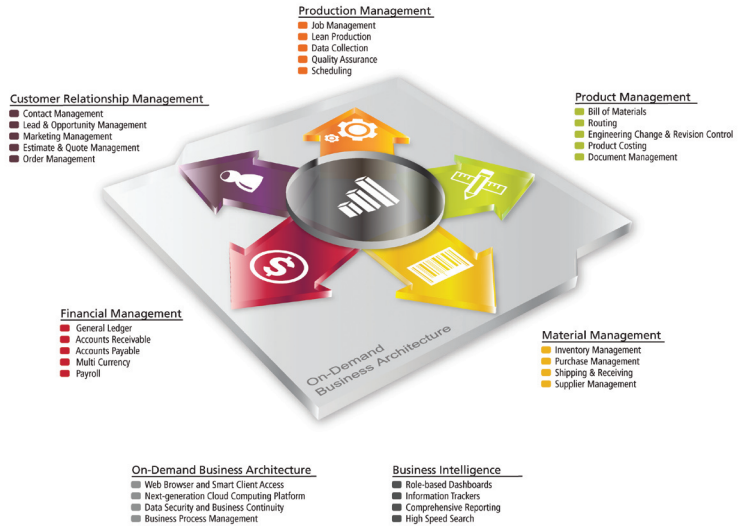 Production Management
Job Management
Lean Production
Data Collection
Quality Assurance
Scheduling
Customer Relationship Management
Contact Management
Lead & Opportunity Management
Marketing Management
Estimate & Quote Management
Order Management
Product Management
Bill of Materials
Routing
Engineering Change & Revision Control
Product Costing
Document Management
Financial Management
General Ledger
Accounts Receivable
Accounts Payable
Multi Currency
Payroll
On-Demand
Business Architecture
Material Management
Inventory Management
Purchase Management
Shipping & Receiving
Supplier Management
On-Demand Business Architecture
Web Browser and Smart Client Access
Next-generation Cloud Computing Platform
Data Security and Business Continuity
Business Process Management
Business Intelligence
Role-based Dashboards
Information Trackers
Comprehensive Reporting
High Speed Search